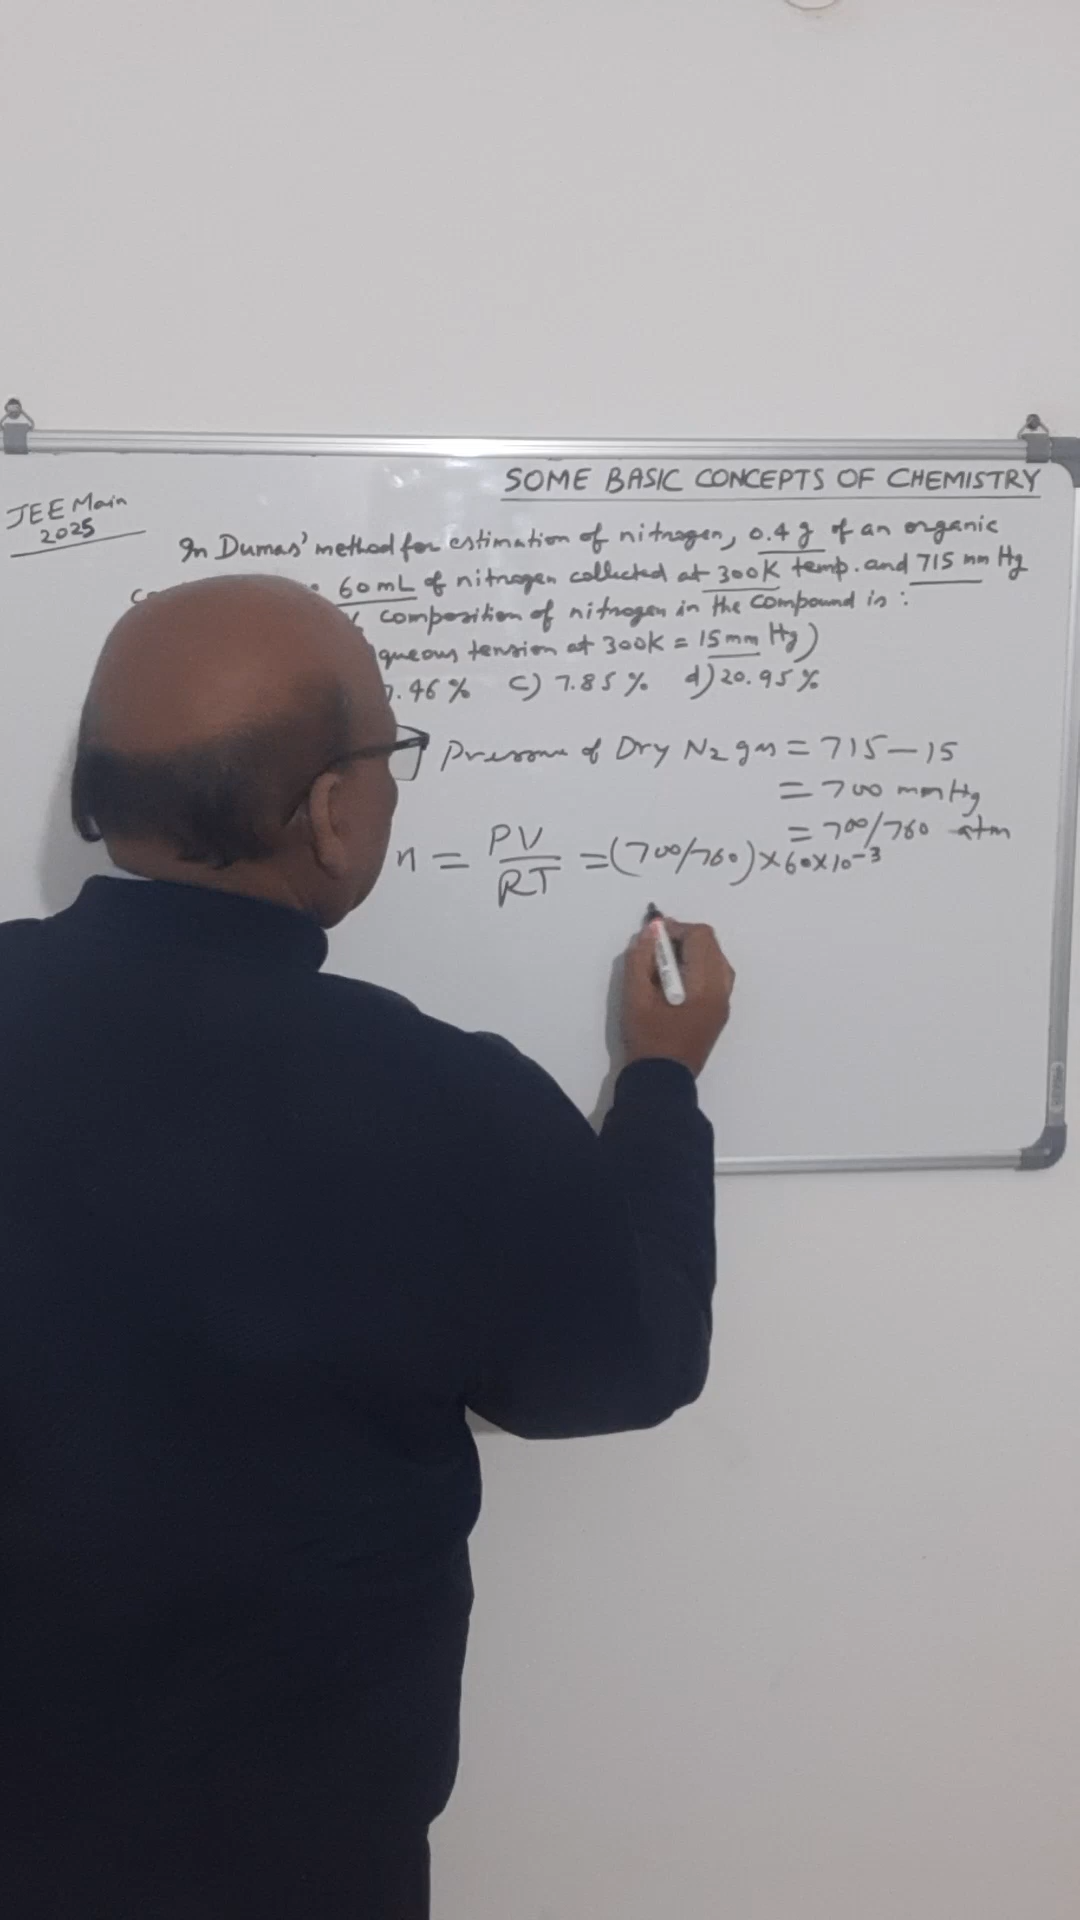 SOME BASIC CONCEPTS OF CHEMISTRY
JEE Main
2025
In Dumas' method for estimation of nitrogen, 0.4 g of an organic
60 mL of nitrogen collected at 300K temp. and 715 mm Hg
composition of nitrogen in the compound is :
queous tension at 300K = 15 mm Hg)
.46 % c) 7.85 % d) 20.95 %
Pressure of Dry N2 gas = 715 - 15
= 700 mm Hg
= 700/760 atm
n = PV/RT = (700/760) x 60 x 10-3